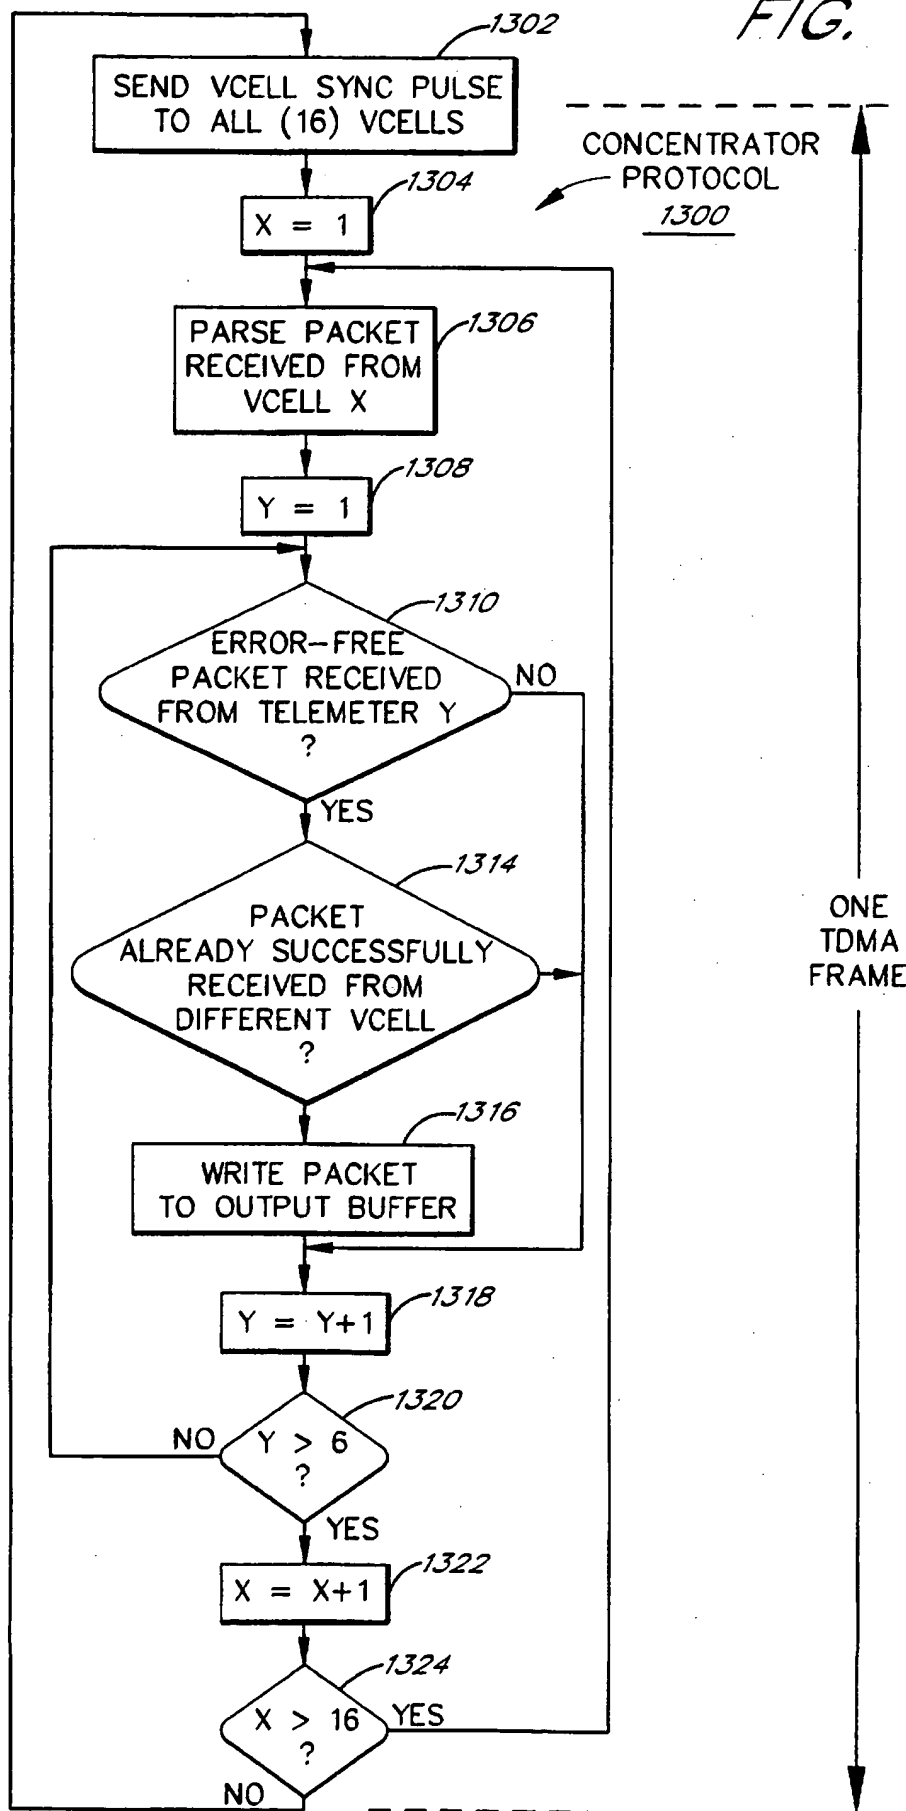 FIG.
1302
SEND VCELL SYNC PULSE
TO ALL (16) VCELLS
CONCENTRATOR
PROTOCOL
1300
1304
X = 1
1306
PARSE PACKET
RECEIVED FROM
VCELL X
1308
Y = 1
1310
ERROR-FREE
PACKET RECEIVED
FROM TELEMETER Y
?
NO
YES
1314
PACKET
ALREADY SUCCESSFULLY
RECEIVED FROM
DIFFERENT VCELL
?
ONE
TDMA
FRAME
1316
WRITE PACKET
TO OUTPUT BUFFER
1318
Y = Y+1
1320
Y > 6
?
NO
YES
1322
X = X+1
1324
X > 16
?
YES
NO